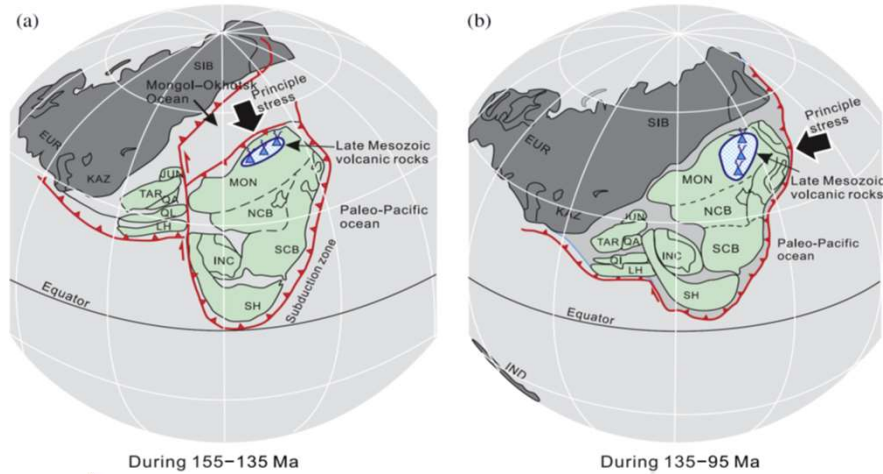 (a)
SIB
Mongol-Okhotsk
Ocean
Principle
stress
EUR
Late Mesozoic
volcanic rocks
KAZ
JUN
TAR
QA
MON
QL
LH
NCB
Paleo-Pacific
ocean
INC
SCB
SH
Subduction zone
Equator
During 155-135 Ma
(b)
Principle
stress
SIB
EUR
Late Mesozoic
volcanic rocks
MON
KAZ
JUN
NCB
TAR
QA
Paleo-Pacific
ocean
QL
LH
INC
SCB
SH
Equator
IND
During 135-95 Ma